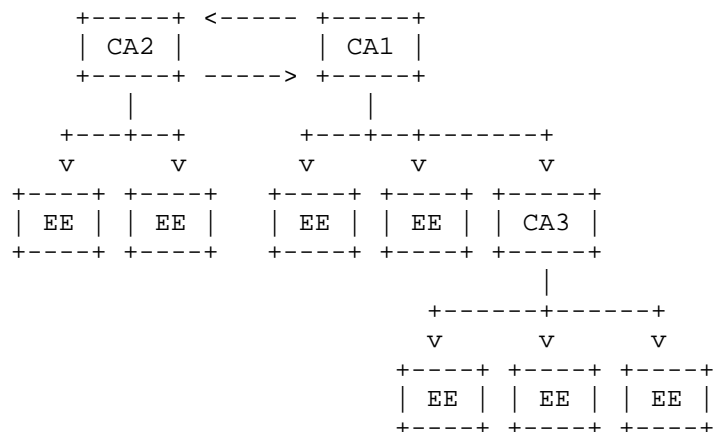 +-----+ <----- +-----+
| CA2 | | CA1 |
+-----+ -----> +-----+
| |
+---+--+ +---+--+-------+
v v v v v
+----+ +----+ +----+ +----+ +-----+
| EE | | EE | | EE | | EE | | CA3 |
+----+ +----+ +----+ +----+ +-----+
|
+------+------+
v v v
+----+ +----+ +----+
| EE | | EE | | EE |
+----+ +----+ +----+